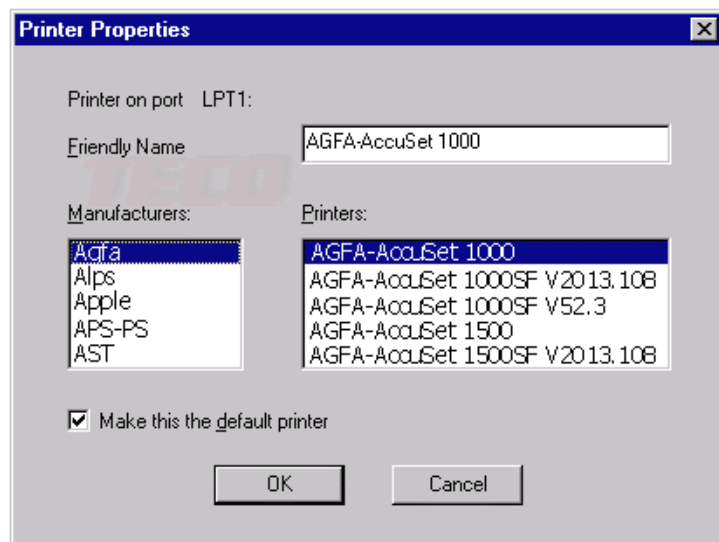 Printer Properties
Printer on port LPT1:
Friendly Name AGFA-AccuSet 1000
TECO
Manufacturers: Printers:
Agfa AGFA-AccuSet 1000
Alps AGFA-AccuSet 1000SF V2013.108
Apple AGFA-AccuSet 1000SF V52.3
APS-PS AGFA-AccuSet 1500
AST AGFA-AccuSet 1500SF V2013.108
Make this the default printer
OK Cancel